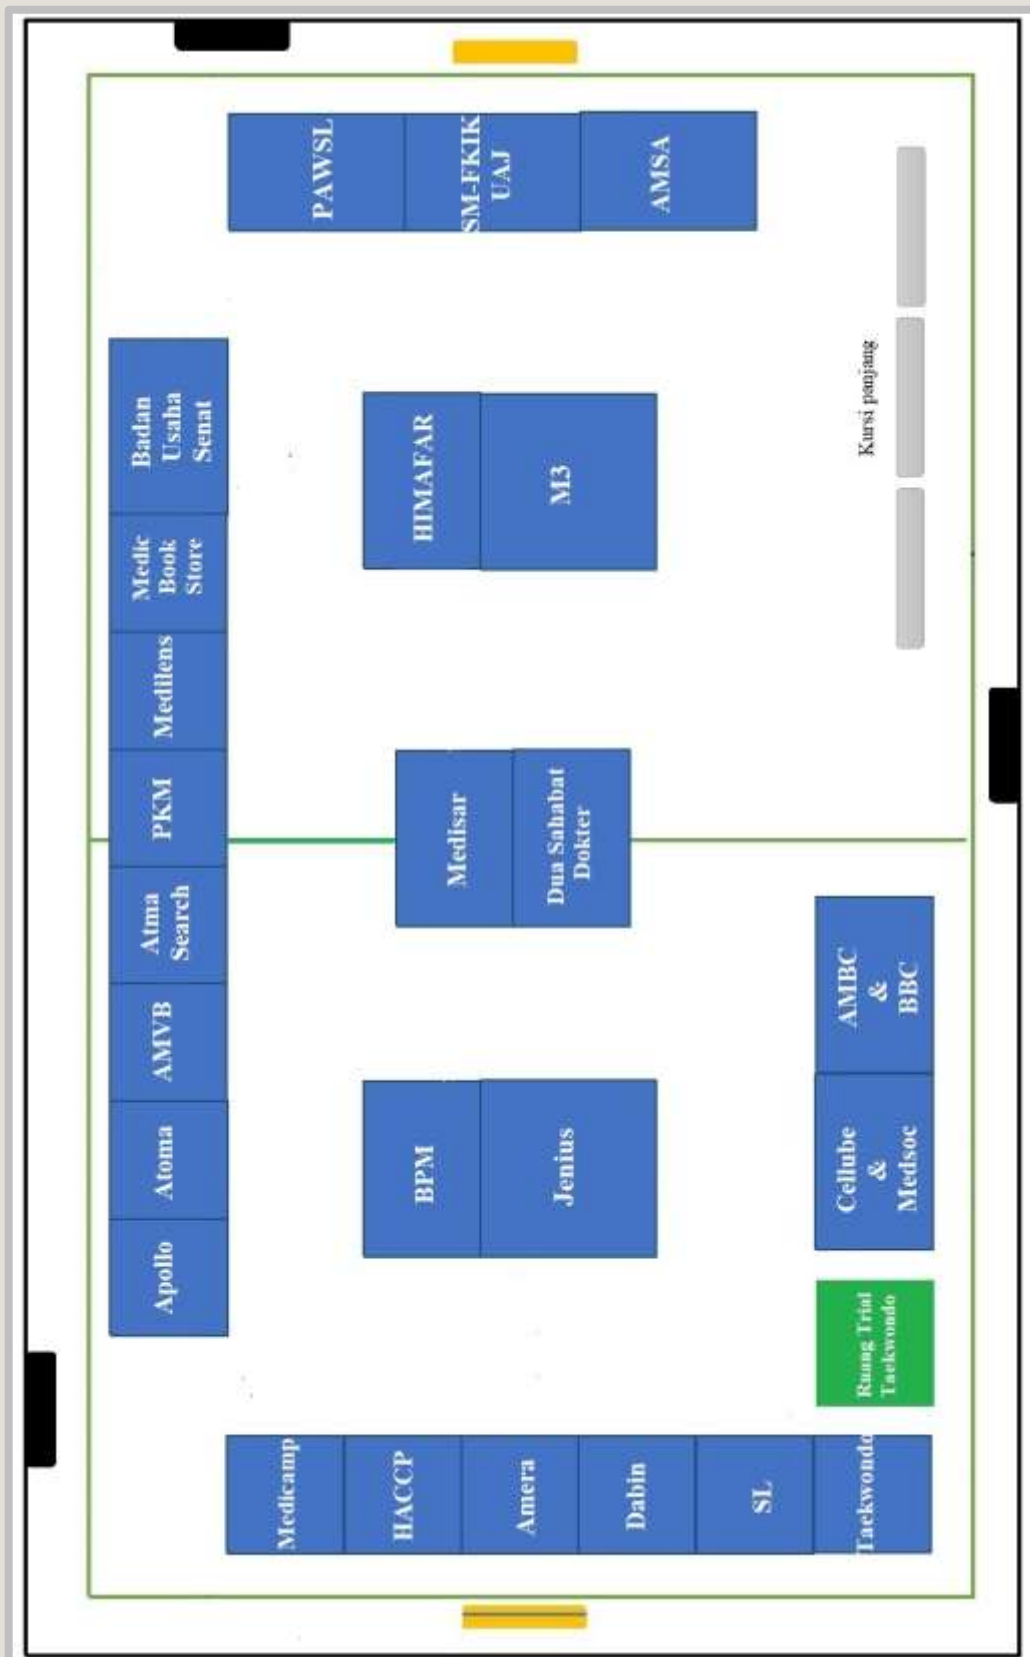 PAWSL
SM-FKIK
UAJ
AMSA
Badan
Usaha
Senat
HIMAFAR
M3
Kursi panjang
Medic
Book
Store
Medilens
PKM
Medisar
Dua Sahabat
Dokter
Atma
Search
AMBC
&
BBC
AMVB
Atoma
BPM
Jenius
Cellube
&
Medsoc
Apollo
Ruang Trial
Taekwondo
Medicamp
HACCP
Amera
Dabin
SL
Taekwondo